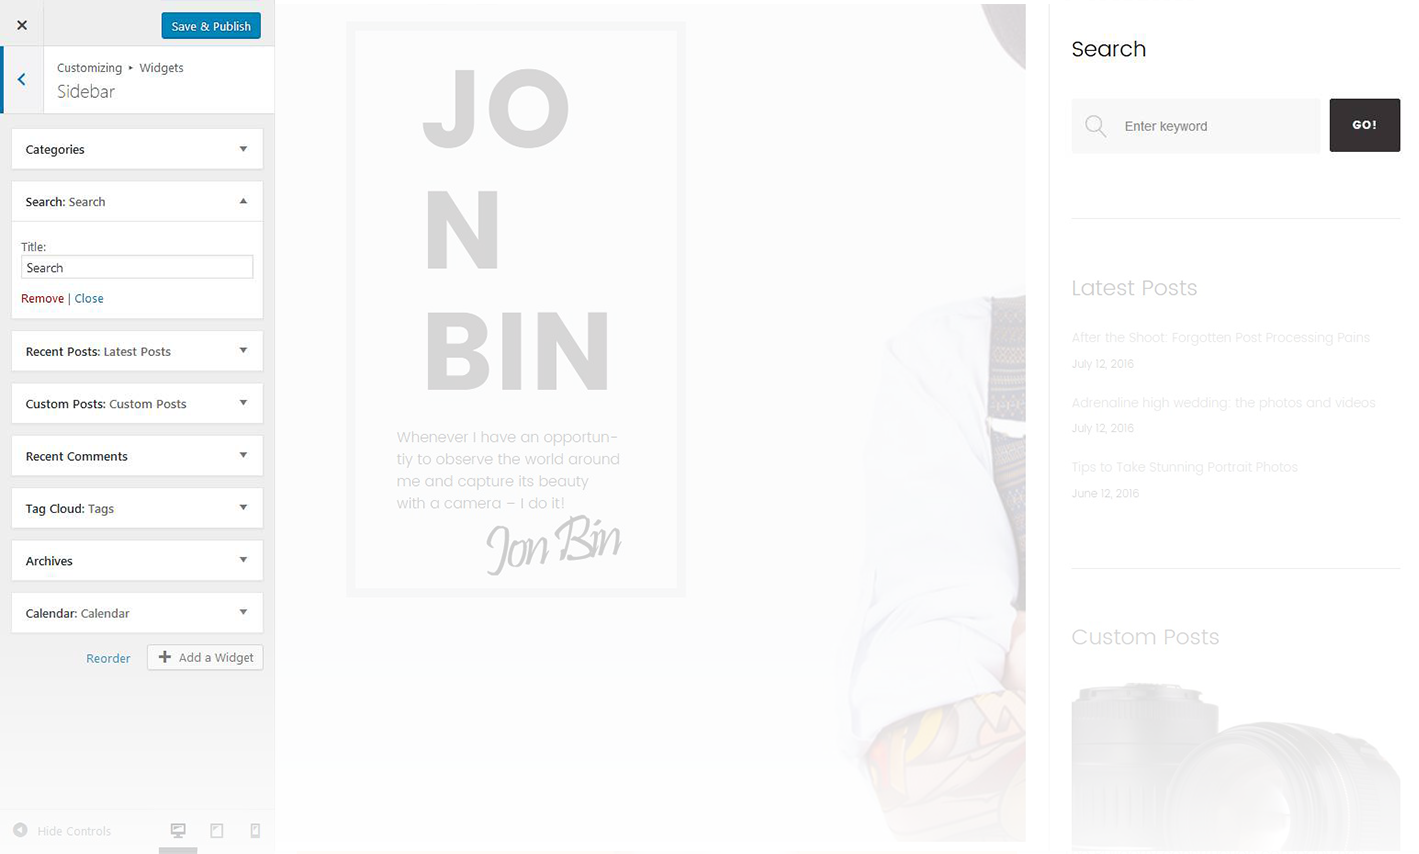 Save & Publish
Customizing ▸ Widgets
Sidebar
Categories
Search: Search
Title:
Search
Remove | Close
Recent Posts: Latest Posts
Custom Posts: Custom Posts
Recent Comments
Tag Cloud: Tags
Archives
Calendar: Calendar
Reorder
Add a Widget
Hide Controls
JO
N
BIN
Whenever I have an opportun-
tiy to observe the world around
me and capture its beauty
with a camera – I do it!
Jon Bin
Search
Enter keyword
GO!
Latest Posts
After the Shoot: Forgotten Post Processing Pains
July 12, 2016
Adrenaline high wedding: the photos and videos
July 12, 2016
Tips to Take Stunning Portrait Photos
June 12, 2016
Custom Posts